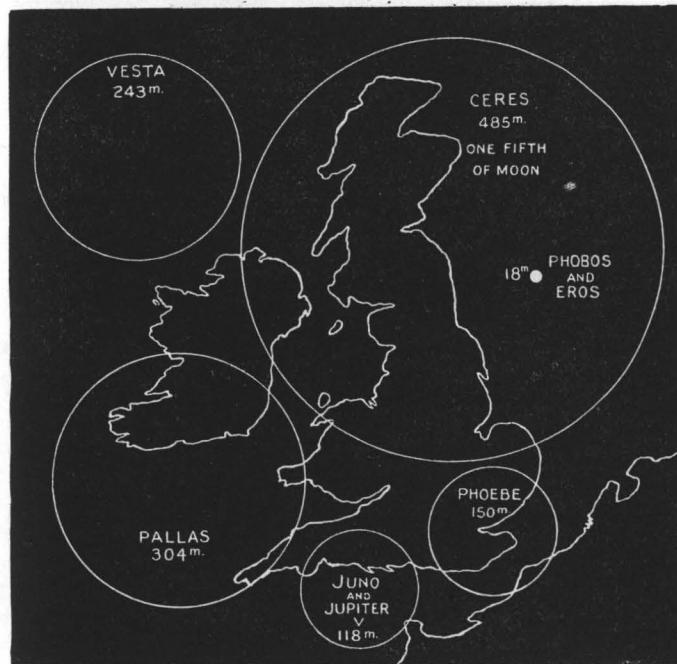 VESTA
243m.
CERES
485m.
ONE FIFTH
OF MOON
18m
PHOBOS
AND
EROS
PHOEBE
150m.
PALLAS
304m.
JUNO
AND
JUPITER
V
118m.